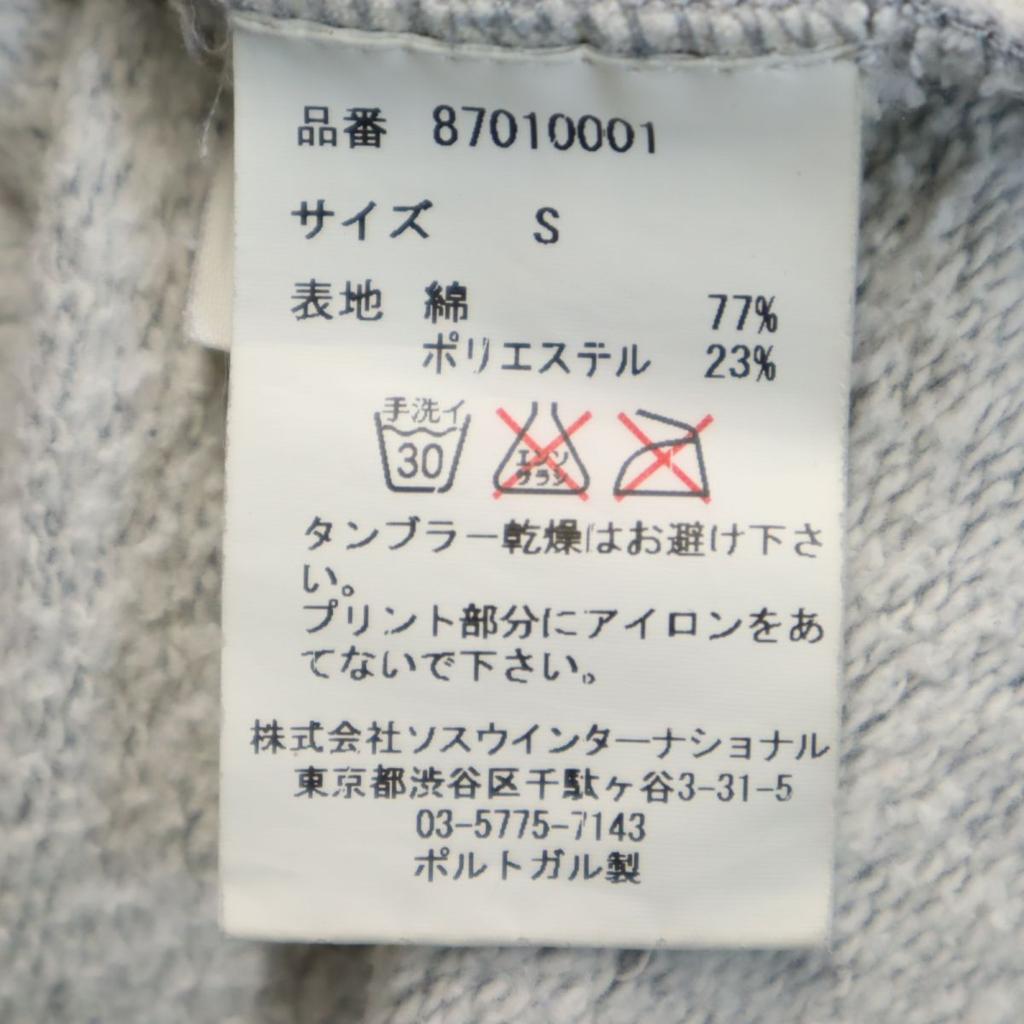 品番 87010001
サイズ S
表地 綿 77%
ポリエステル 23%
手洗イ
30
エンソ
サラシ
タンブラー乾燥はお避け下さ
い。
プリント部分にアイロンをあ
てないで下さい。
株式会社ソスウインターナショナル
東京都渋谷区千駄ヶ谷3-31-5
03-5775-7143
ポルトガル製